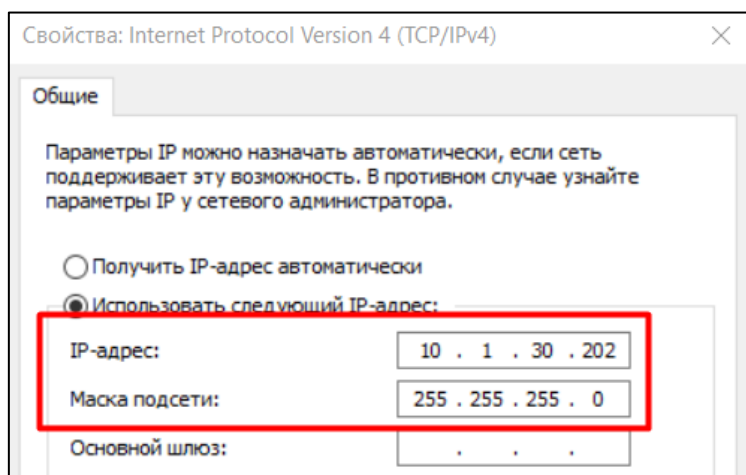 Свойства: Internet Protocol Version 4 (TCP/IPv4)
Общие
Параметры IP можно назначать автоматически, если сеть
поддерживает эту возможность. В противном случае узнайте
параметры IP у сетевого администратора.
Получить IP-адрес автоматически
Использовать следующий IP-адрес:
IP-адрес: 10 . 1 . 30 . 202
Маска подсети: 255 . 255 . 255 . 0
Основной шлюз: . . .